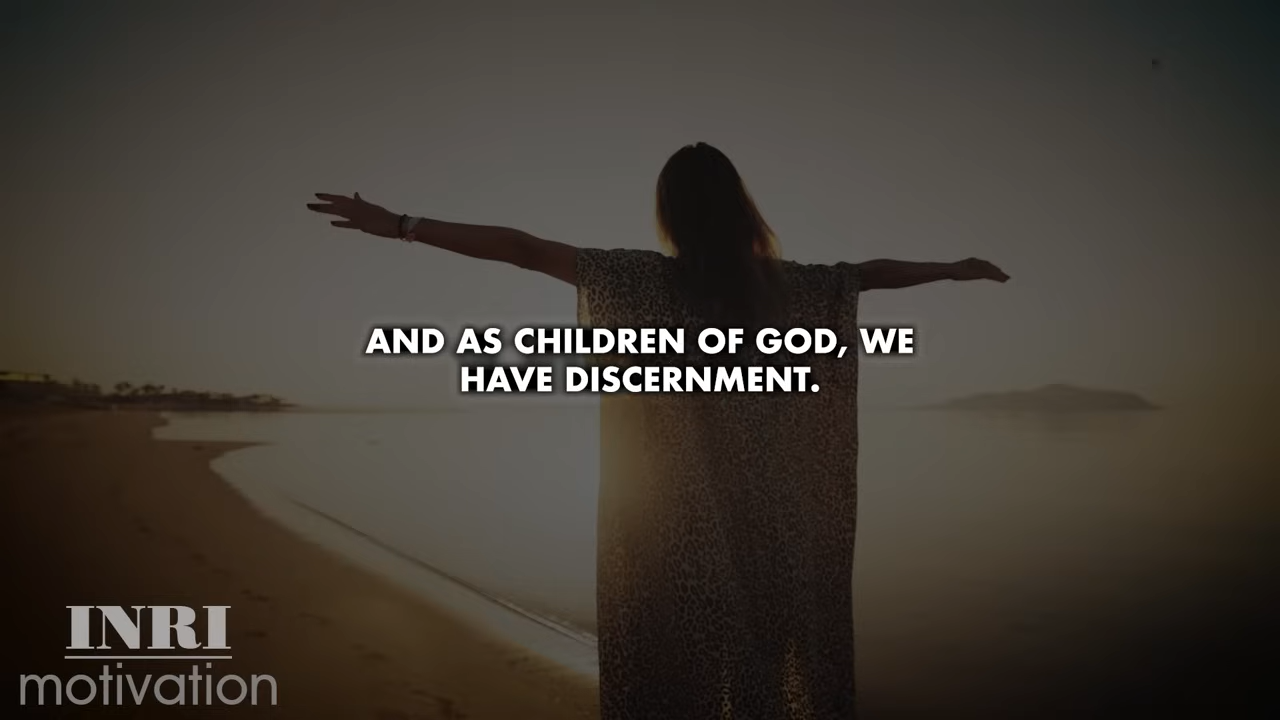 AND AS CHILDREN OF GOD, WE
HAVE DISCERNMENT.
INRI
motivation